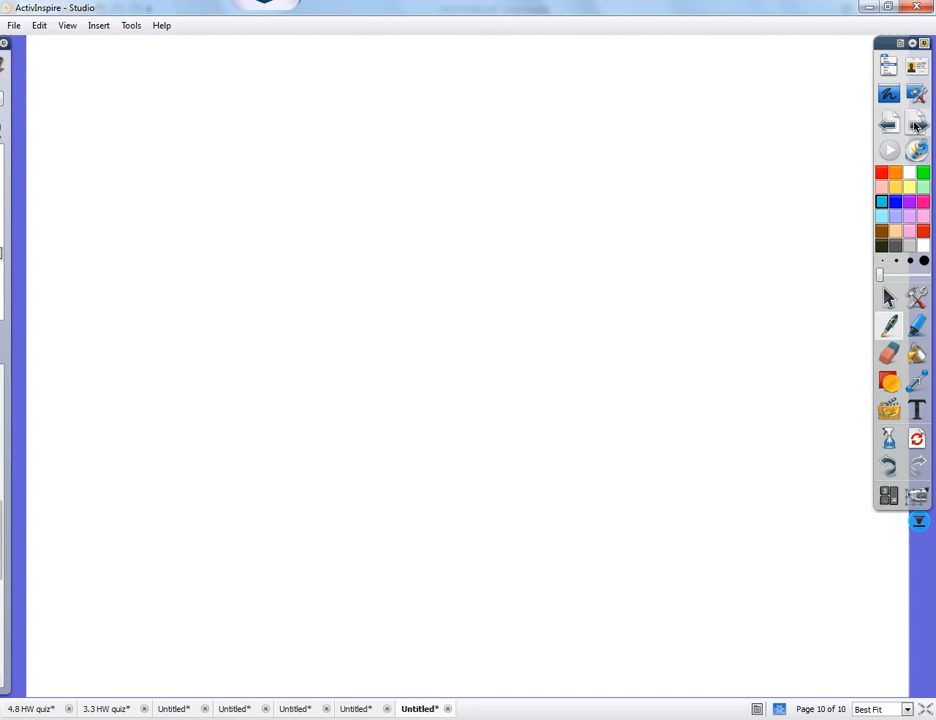 ActivInspire - Studio
File Edit View Insert Tools Help
T
4.8 HW quiz* 3.3 HW quiz* Untitled* Untitled* Untitled* Untitled* Untitled* Page 10 of 10 Best Fit